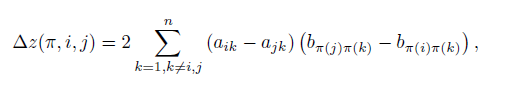 Δz(π, i, j) = 2 \sum_{k=1,k≠i,j}^{n} (a_{ik} − a_{jk}) (b_{π(j)π(k)} − b_{π(i)π(k)}) ,